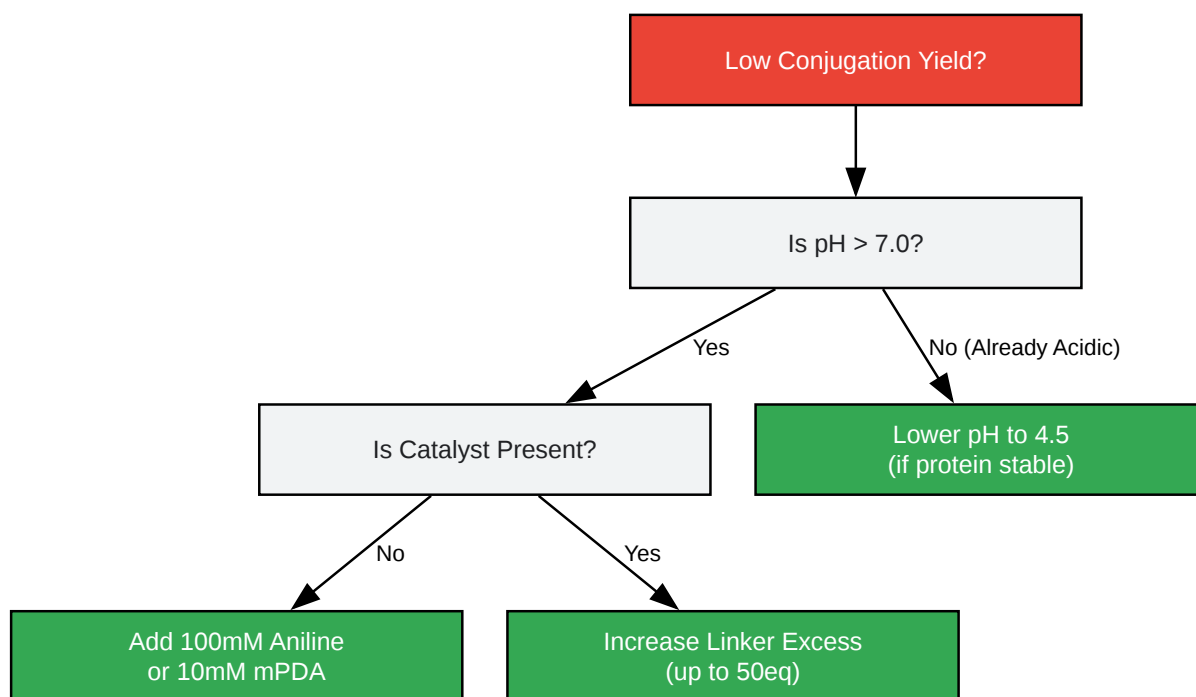 Low Conjugation Yield?
Is pH > 7.0?
Yes
No (Already Acidic)
Is Catalyst Present?
Lower pH to 4.5
(if protein stable)
No
Yes
Add 100mM Aniline
or 10mM mPDA
Increase Linker Excess
(up to 50eq)